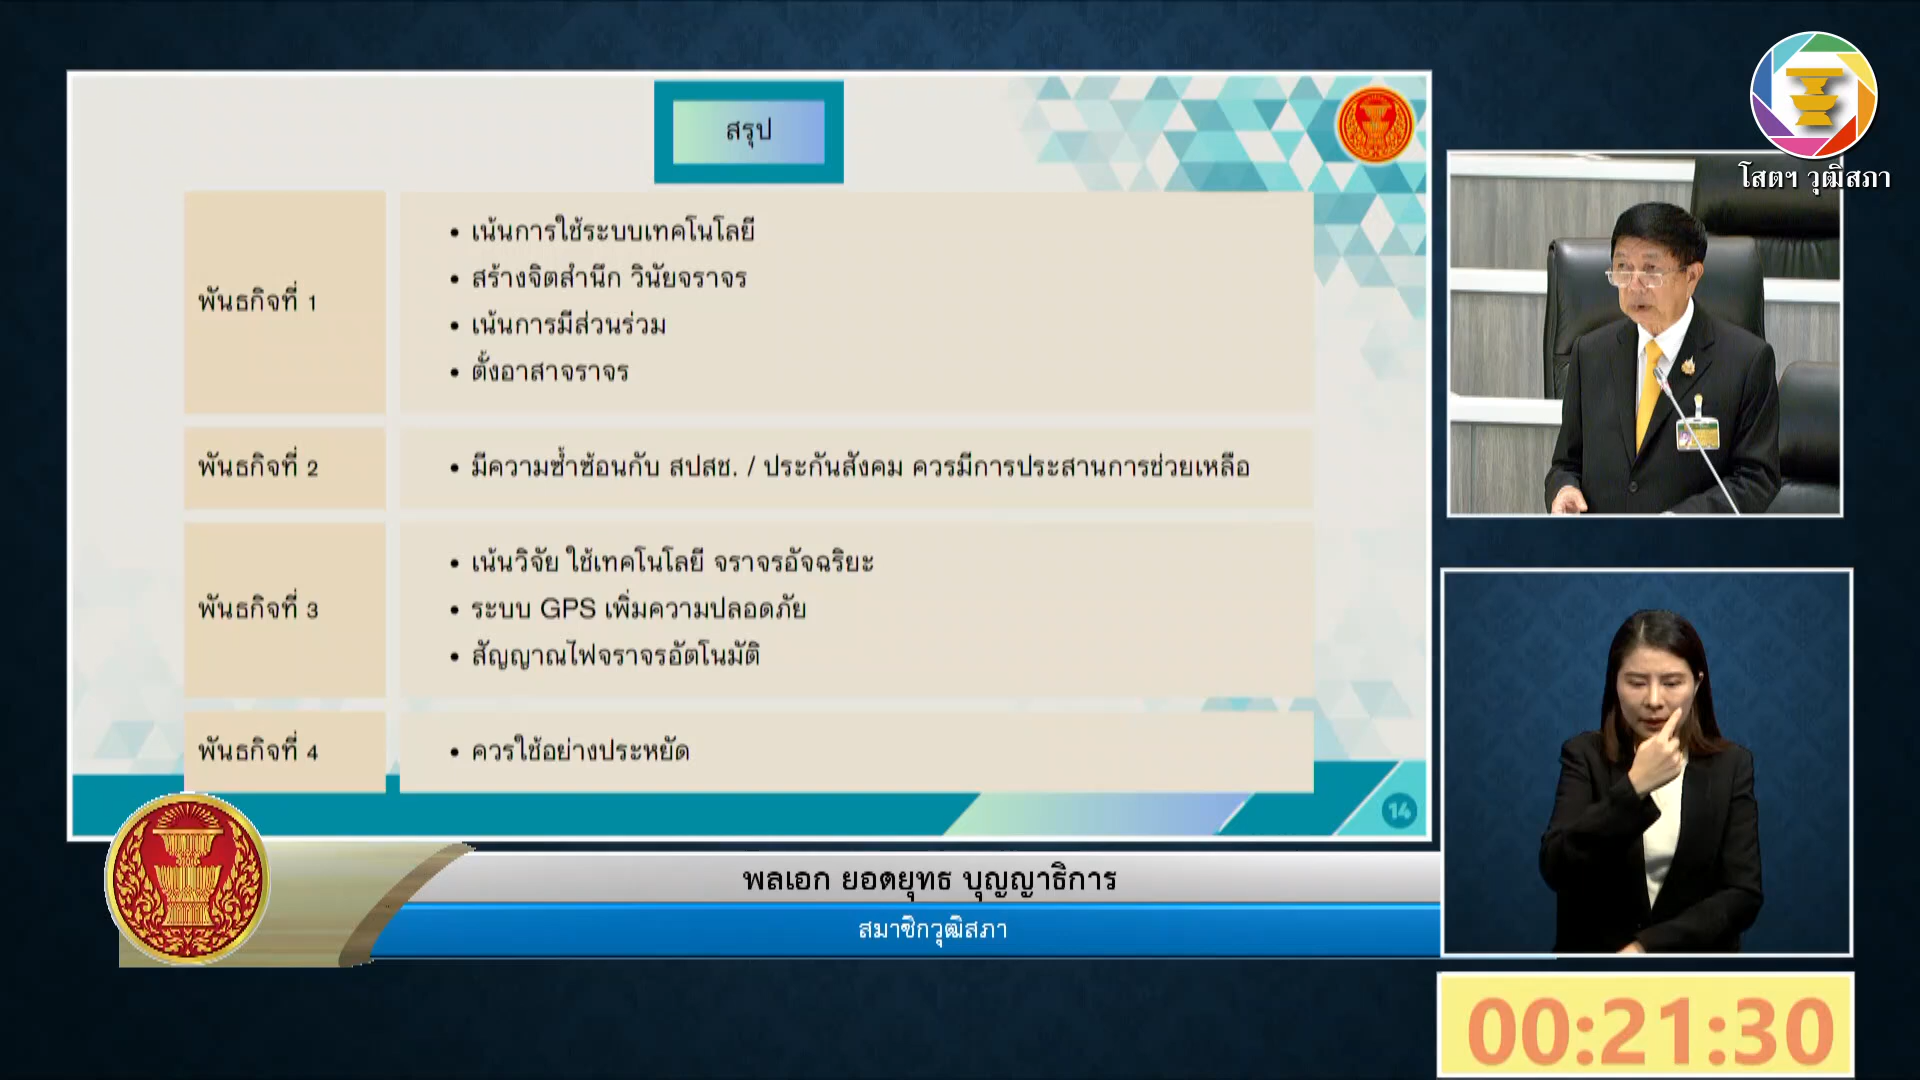 สรุป
โสตฯ วุฒิสภา
พันธกิจที่ 1
• เน้นการใช้ระบบเทคโนโลยี
• สร้างจิตสำนึก วินัยจราจร
• เน้นการมีส่วนร่วม
• ตั้งอาสาจราจร
พันธกิจที่ 2
• มีความซ้ำซ้อนกับ สปสช. / ประกันสังคม ควรมีการประสานการช่วยเหลือ
พันธกิจที่ 3
• เน้นวิจัย ใช้เทคโนโลยี จราจรอัจฉริยะ
• ระบบ GPS เพิ่มความปลอดภัย
• สัญญาณไฟจราจรอัตโนมัติ
พันธกิจที่ 4
• ควรใช้อย่างประหยัด
14
พลเอก ยอดยุทธ บุญญาธิการ
สมาชิกวุฒิสภา
00:21:30